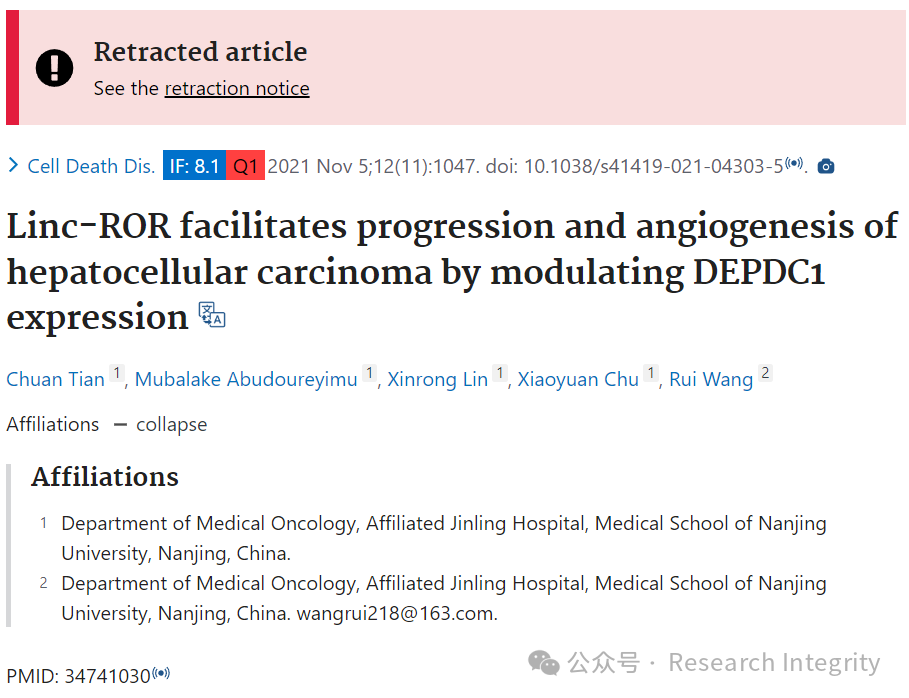 Retracted article
See the retraction notice
Cell Death Dis. IF: 8.1 Q1 2021 Nov 5;12(11):1047. doi: 10.1038/s41419-021-04303-5.
Linc-ROR facilitates progression and angiogenesis of
hepatocellular carcinoma by modulating DEPDC1
expression
Chuan Tian 1, Mubalake Abudoureyimu 1, Xinrong Lin 1, Xiaoyuan Chu 1, Rui Wang 2
Affiliations — collapse
Affiliations
1 Department of Medical Oncology, Affiliated Jinling Hospital, Medical School of Nanjing
University, Nanjing, China.
2 Department of Medical Oncology, Affiliated Jinling Hospital, Medical School of Nanjing
University, Nanjing, China. wangrui218@163.com.
PMID: 34741030
公众号 · Research Integrity